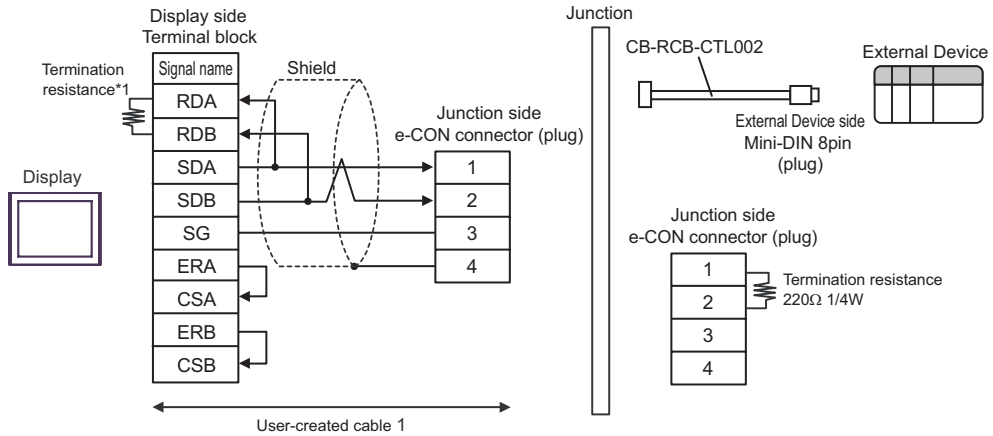 Display side
Terminal block
Junction
Termination
resistance*1
Signal name
Shield
RDA
RDB
SDA
SDB
SG
ERA
CSA
ERB
CSB
Display
Junction side
e-CON connector (plug)
1
2
3
4
User-created cable 1
CB-RCB-CTL002
External Device
External Device side
Mini-DIN 8pin
(plug)
Junction side
e-CON connector (plug)
1
2
3
4
Termination resistance
220Ω 1/4W